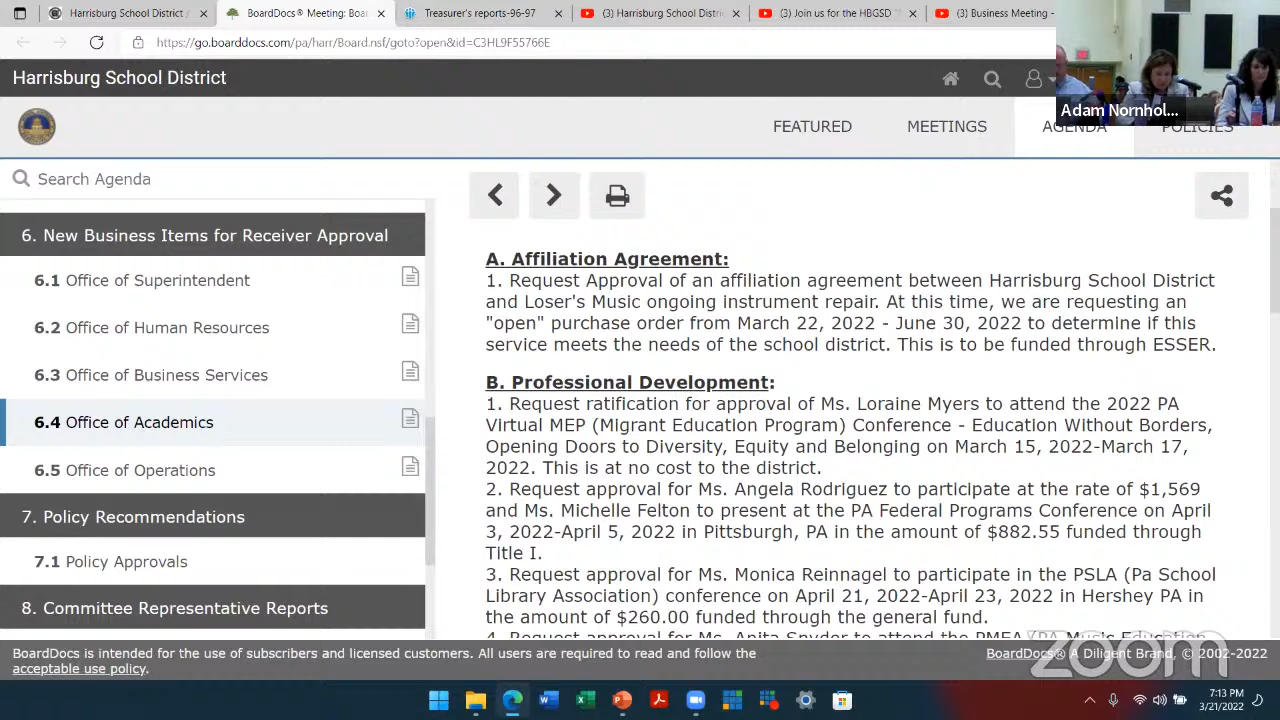 Harrisburg School District
BoardDocs® Meeting: Boa
Treasurer's reports-96-97
(3) Harrisburg School Distri
(3) Join us for the HBGSD
(3) Business Meeting -
https://go.boarddocs.com/pa/harr/Board.nsf/goto?open&id=C3HL9F55766E
Harrisburg School District
Adam Nornhol...
FEATURED
MEETINGS
AGENDA
POLICIES
Search Agenda
6. New Business Items for Receiver Approval
6.1 Office of Superintendent
6.2 Office of Human Resources
6.3 Office of Business Services
6.4 Office of Academics
6.5 Office of Operations
7. Policy Recommendations
7.1 Policy Approvals
8. Committee Representative Reports
A. Affiliation Agreement:
1. Request Approval of an affiliation agreement between Harrisburg School District
and Loser's Music ongoing instrument repair. At this time, we are requesting an
"open" purchase order from March 22, 2022 - June 30, 2022 to determine if this
service meets the needs of the school district. This is to be funded through ESSER.
B. Professional Development:
1. Request ratification for approval of Ms. Loraine Myers to attend the 2022 PA
Virtual MEP (Migrant Education Program) Conference - Education Without Borders,
Opening Doors to Diversity, Equity and Belonging on March 15, 2022-March 17,
2022. This is at no cost to the district.
2. Request approval for Ms. Angela Rodriguez to participate at the rate of $1,569
and Ms. Michelle Felton to present at the PA Federal Programs Conference on April
3, 2022-April 5, 2022 in Pittsburgh, PA in the amount of $882.55 funded through
Title I.
3. Request approval for Ms. Monica Reinnagel to participate in the PSLA (Pa School
Library Association) conference on April 21, 2022-April 23, 2022 in Hershey PA in
the amount of $260.00 funded through the general fund.
4. Request approval for Ms. Anita Snyder to attend the PMEA (PA Music Education
BoardDocs is intended for the use of subscribers and licensed customers. All users are required to read and follow the
acceptable use policy.
BoardDocs® A Diligent Brand, © 2002-2022
zoom
7:13 PM
3/21/2022